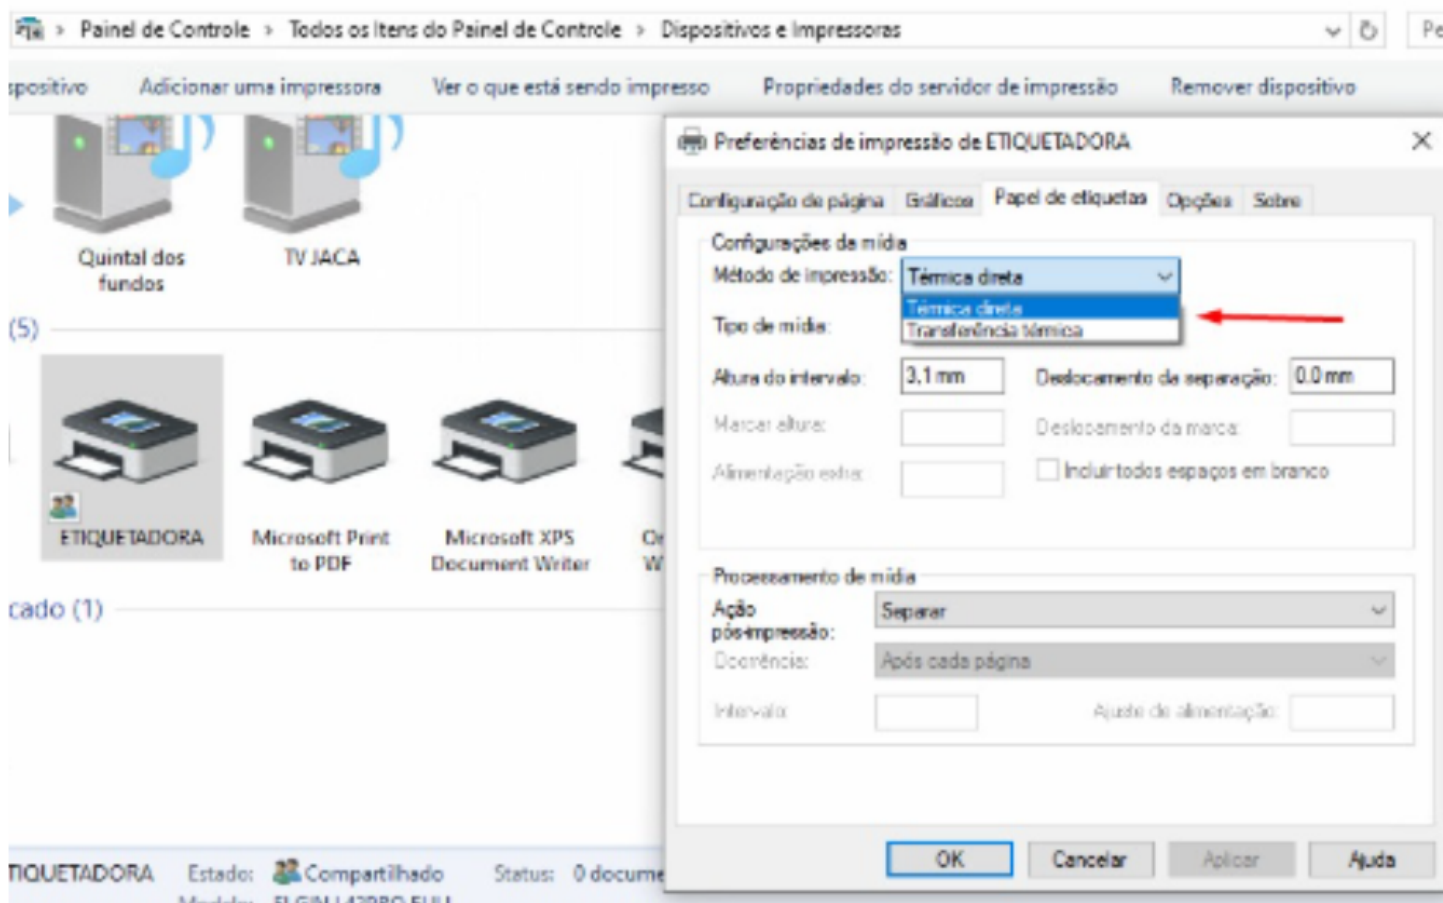 Painel de Controle > Todos os Itens do Painel de Controle > Dispositivos e Impressoras
Pe
spositivo Adicionar uma impressora Ver o que está sendo impresso Propriedades do servidor de impressão Remover dispositivo
Quintal dos
fundos
TV JACA
(5)
ETIQUETADORA
Microsoft Print
to PDF
Microsoft XPS
Document Writer
Or
W
cado (1)
Preferências de impressão de ETIQUETADORA
Configuração de página Gráficos Papel de etiquetas Opções Sobre
Configurações da mídia
Método de impressão: Térmica direta
Térmica direta
Transferência térmica
Tipo de mídia:
Altura do intervalo: 3,1 mm Deslocamento da separação: 0.0 mm
Marcar altura: Deslocamento da marca:
Alimentação extra: Incluir todos espaços em branco
Processamento de mídia
Ação
pós-impressão:
Separar
Ocorrência: Após cada página
Intervalo: Ajuste de alimentação:
OK Cancelar Aplicar Ajuda
TIQUETADORA Estado: Compartilhado Status: 0 docume
Modelo: ELGIN L42PRO FULL